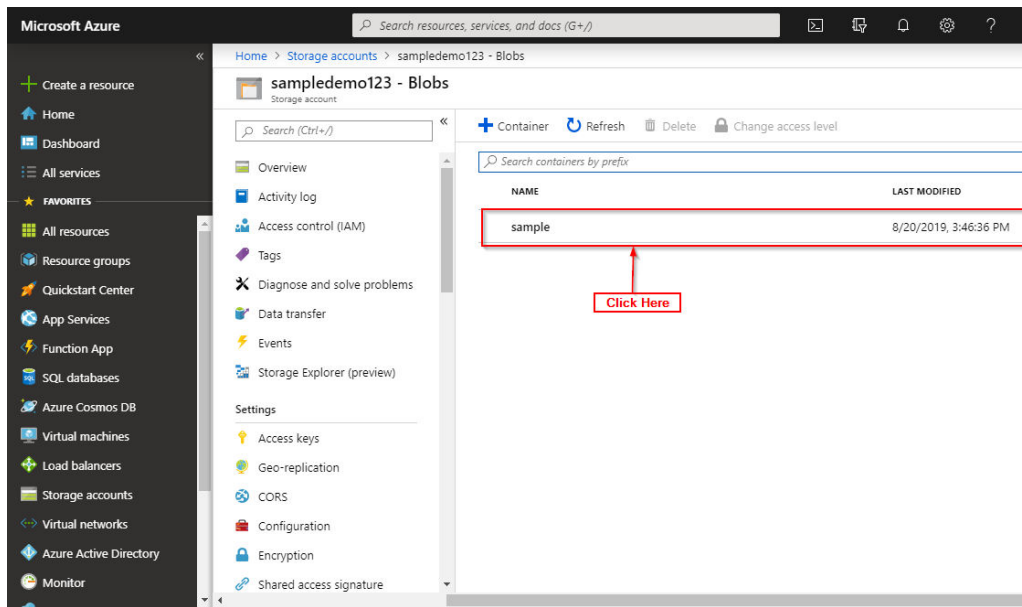 Microsoft Azure
Search resources, services, and docs (G+/)
?
«
Create a resource
Home
Dashboard
All services
FAVORITES
All resources
Resource groups
Quickstart Center
App Services
Function App
SQL databases
Azure Cosmos DB
Virtual machines
Load balancers
Storage accounts
Virtual networks
Azure Active Directory
Monitor
Home > Storage accounts > sampledemo123 - Blobs
sampledemo123 - Blobs
Storage account
Search (Ctrl+/)
«
Overview
Activity log
Access control (IAM)
Tags
Diagnose and solve problems
Data transfer
Events
Storage Explorer (preview)
Settings
Access keys
Geo-replication
CORS
Configuration
Encryption
Shared access signature
Container Refresh Delete Change access level
Search containers by prefix
NAME LAST MODIFIED
sample 8/20/2019, 3:46:36 PM
Click Here